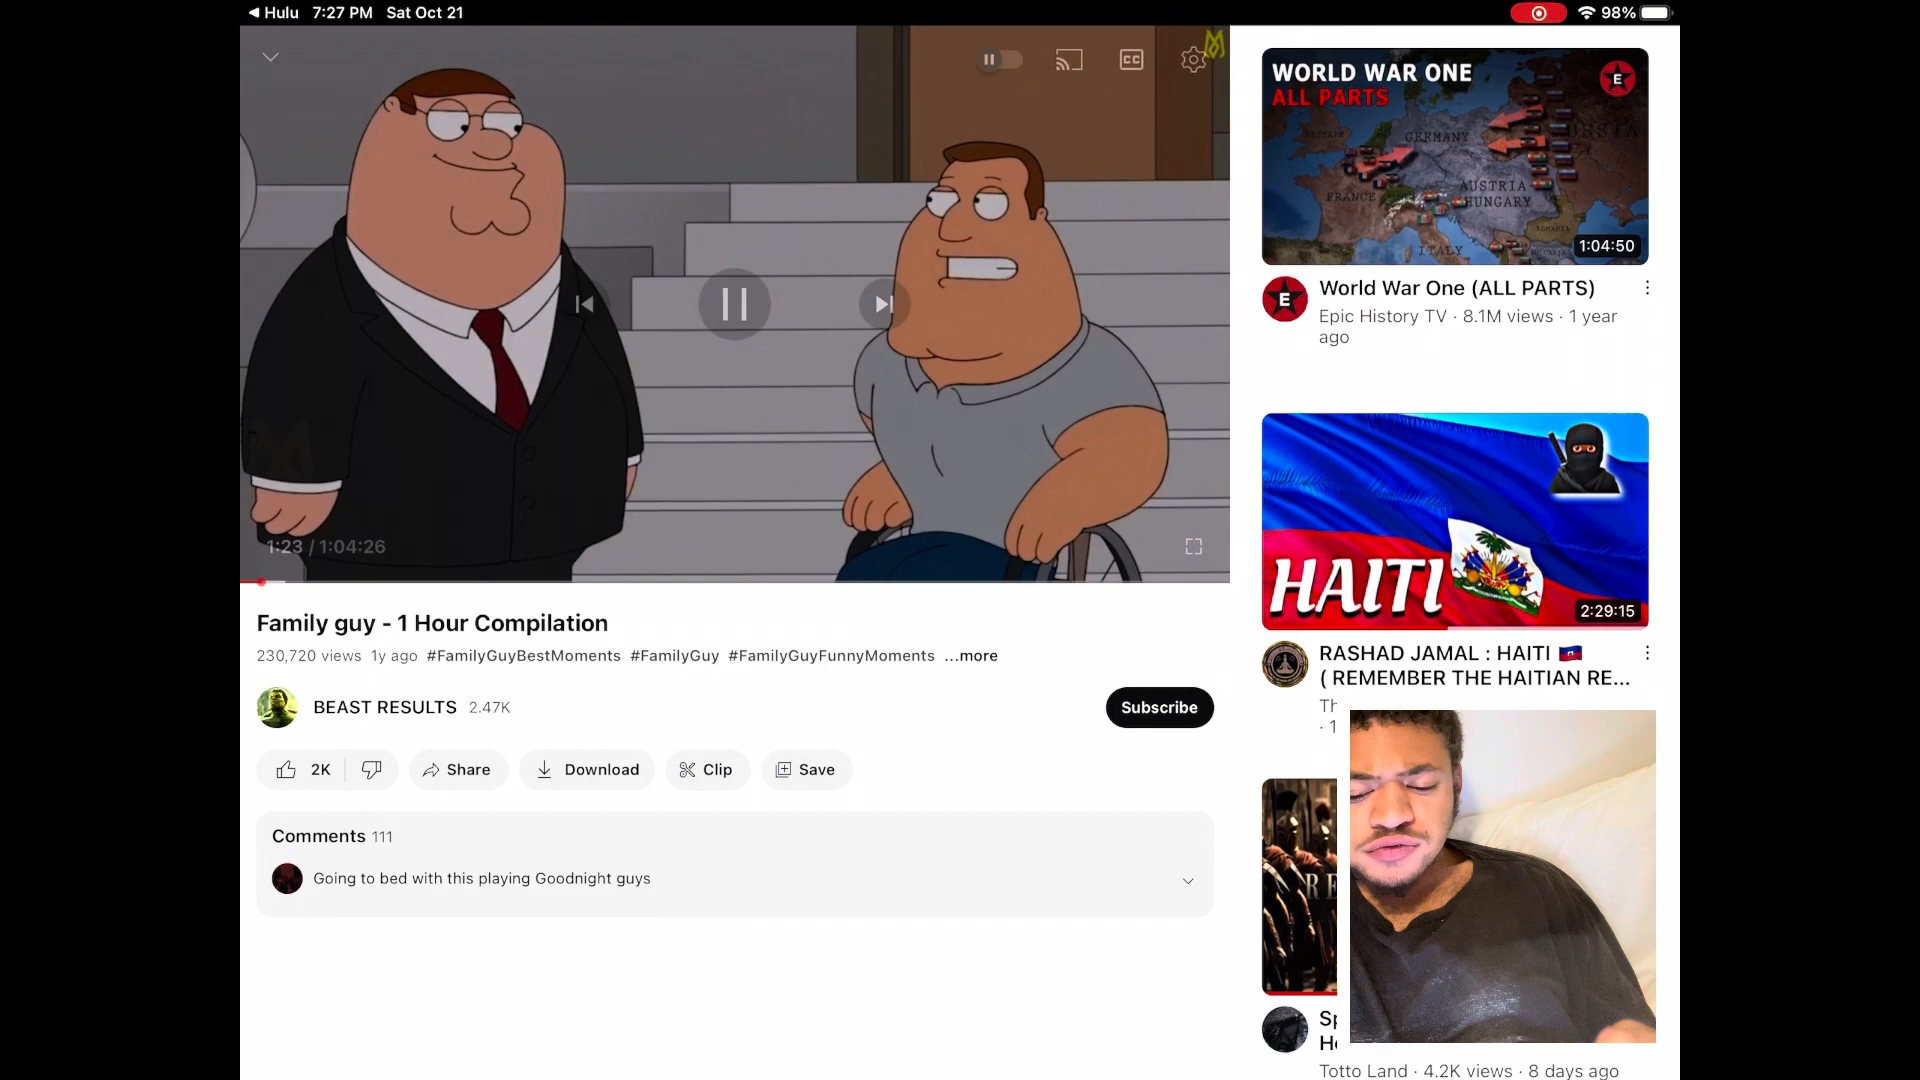 Hulu 7:27 PM Sat Oct 21
98%
CC
1:23 / 1:04:26
Family guy - 1 Hour Compilation
230,720 views 1y ago #FamilyGuyBestMoments #FamilyGuy #FamilyGuyFunnyMoments ...more
BEAST RESULTS 2.47K
Subscribe
2K
Share
Download
Clip
Save
Comments 111
Going to bed with this playing Goodnight guys
WORLD WAR ONE
ALL PARTS
E
BRITAIN
GERMANY
RUSSIA
FRANCE
AUSTRIA
HUNGARY
ROMANIA
ITALY
1:04:50
E
World War One (ALL PARTS)
Epic History TV · 8.1M views · 1 year
ago
HAITI
2:29:15
RASHAD JAMAL : HAITI 🇭🇹
( REMEMBER THE HAITIAN RE...
Totto Land · 4.2K views · 8 days ago